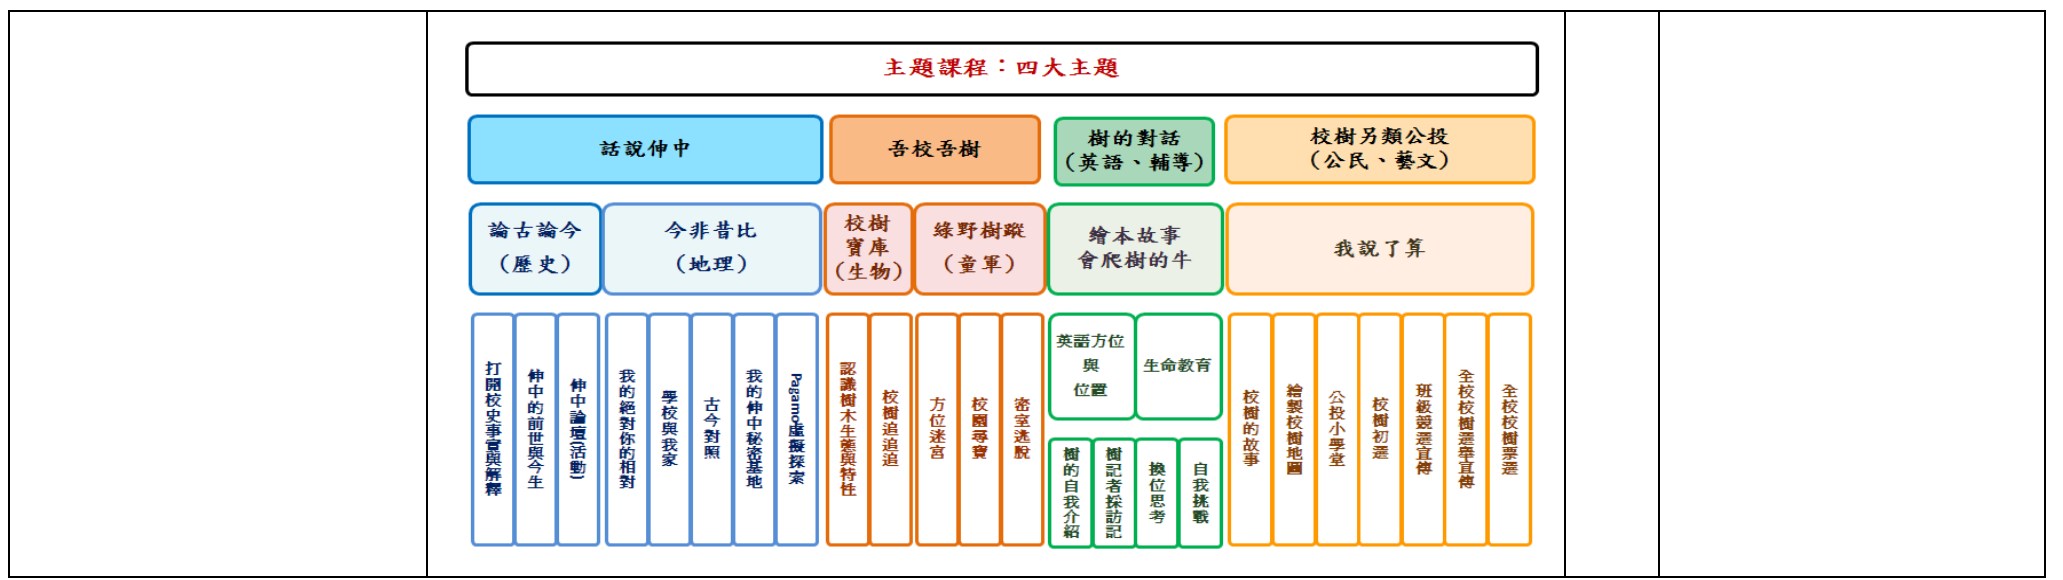 主題課程：四大主題
話說伸中
吾校吾樹
樹的對話
（英語、輔導）
校樹另類公投
（公民、藝文）
論古論今
（歷史）
今非昔比
（地理）
校樹
寶庫
（生物）
綠野樹蹤
（童軍）
繪本故事
會爬樹的牛
我說了算
打開校史事實與解釋
伸中的前世與今生
伸中論壇(活動)
我的絕對你的相對
學校與我家
古今對照
我的伸中秘密基地
Pagamo虛擬探索
認識樹木生態與特性
校樹追追追
方位迷宮
校園尋寶
密室逃脫
英語方位
與
位置
生命教育
樹的自我介紹
樹記者採訪記
換位思考
自我挑戰
校樹的故事
繪製校樹地圖
公投小學堂
校樹初選
班級競選宣傳
全校校樹選舉宣傳
全校校樹票選